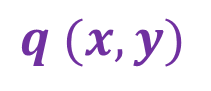 q (x, y)